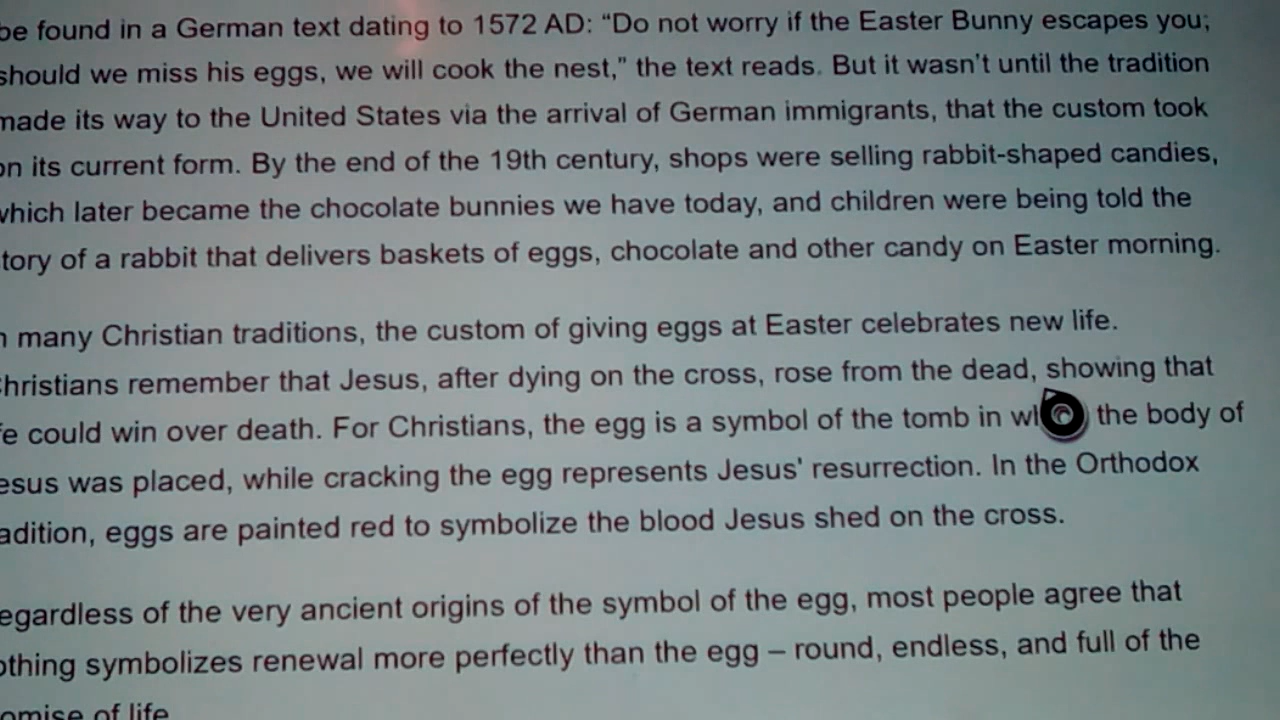 be found in a German text dating to 1572 AD: “Do not worry if the Easter Bunny escapes you;
should we miss his eggs, we will cook the nest,” the text reads. But it wasn’t until the tradition
made its way to the United States via the arrival of German immigrants, that the custom took
on its current form. By the end of the 19th century, shops were selling rabbit-shaped candies,
which later became the chocolate bunnies we have today, and children were being told the
tory of a rabbit that delivers baskets of eggs, chocolate and other candy on Easter morning.
n many Christian traditions, the custom of giving eggs at Easter celebrates new life.
hristians remember that Jesus, after dying on the cross, rose from the dead, showing that
fe could win over death. For Christians, the egg is a symbol of the tomb in the body of
esus was placed, while cracking the egg represents Jesus' resurrection. In the Orthodox
adition, eggs are painted red to symbolize the blood Jesus shed on the cross.
egardless of the very ancient origins of the symbol of the egg, most people agree that
othing symbolizes renewal more perfectly than the egg – round, endless, and full of the
omise of life